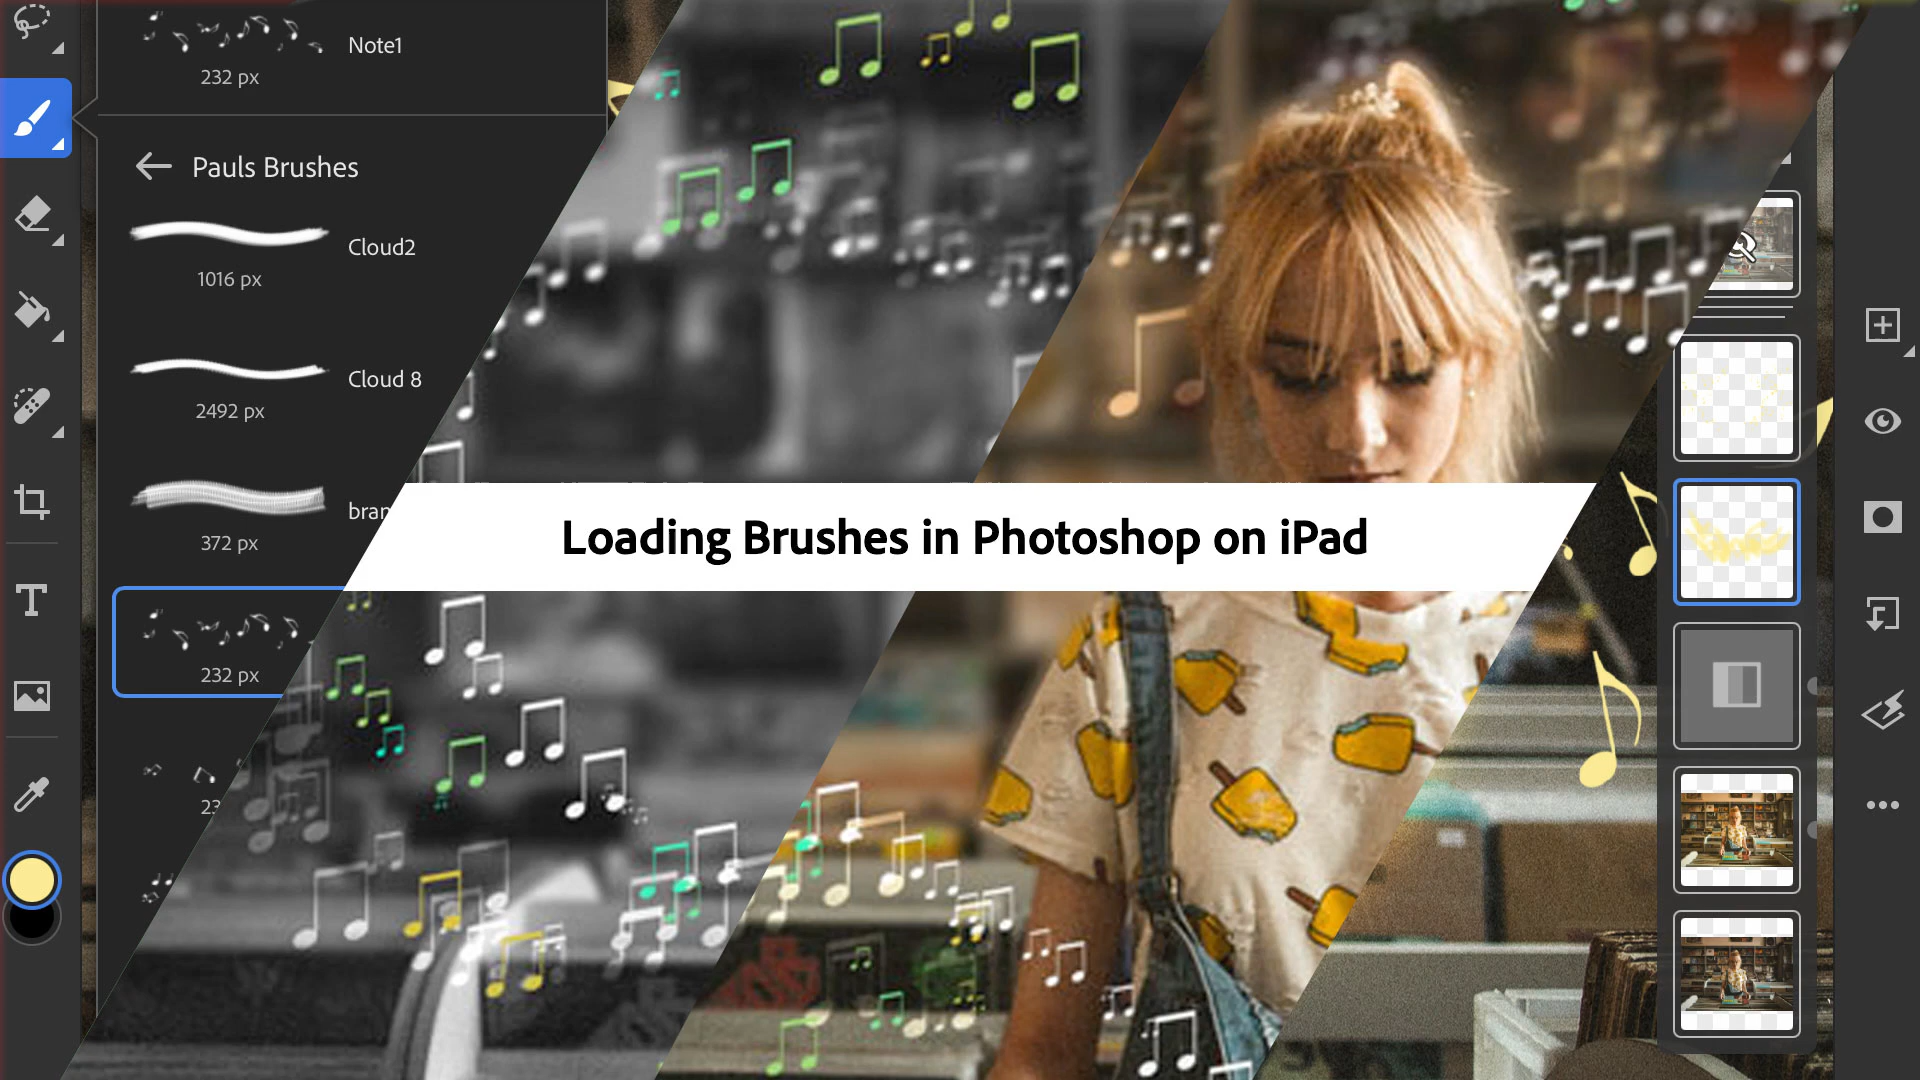 Note1
232 px
Pauls Brushes
Cloud2
1016 px
Cloud 8
2492 px
372 px
Loading Brushes in Photoshop on iPad
232 px